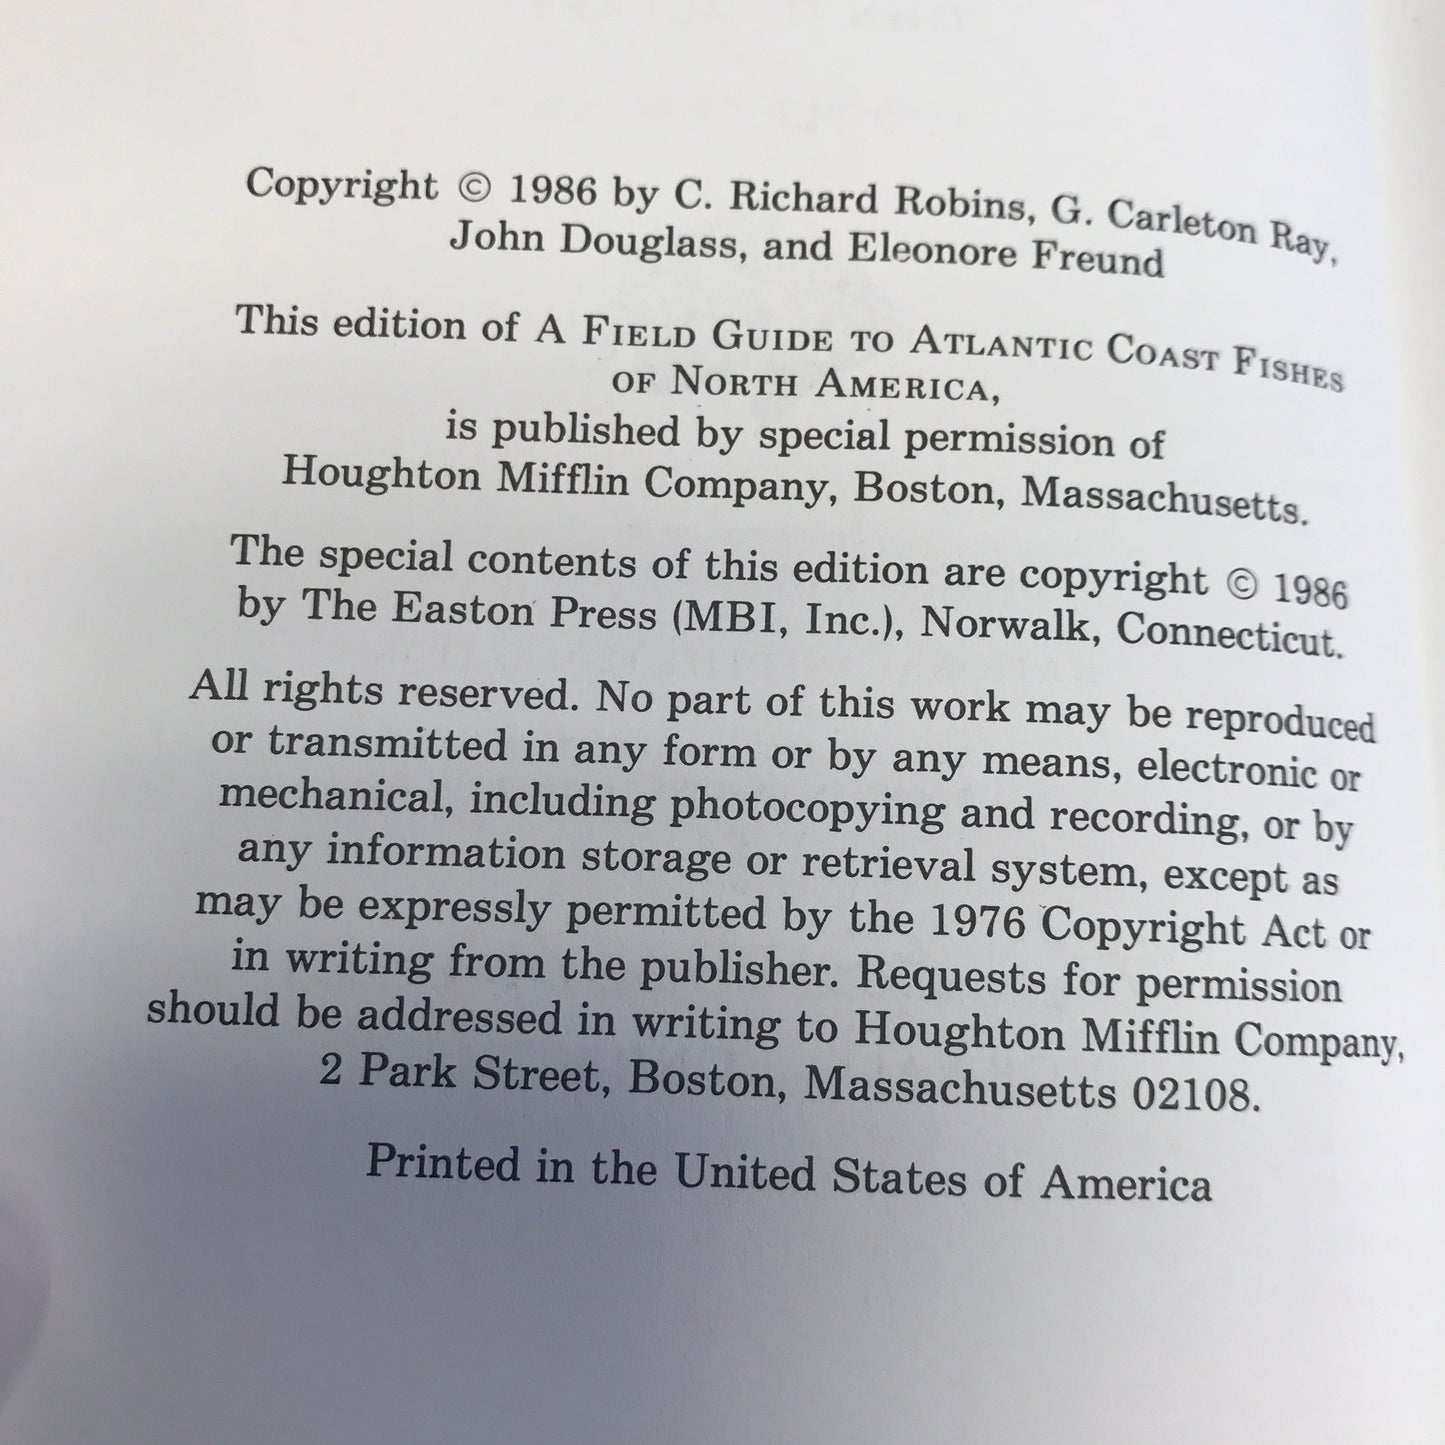 Copyright © 1986 by C. Richard Robins, G. Carleton Ray,
John Douglass, and Eleonore Freund
This edition of A FIELD GUIDE TO ATLANTIC COAST FISHES
OF NORTH AMERICA,
is published by special permission of
Houghton Mifflin Company, Boston, Massachusetts.
The special contents of this edition are copyright © 1986
by The Easton Press (MBI, Inc.), Norwalk, Connecticut.
All rights reserved. No part of this work may be reproduced
or transmitted in any form or by any means, electronic or
mechanical, including photocopying and recording, or by
any information storage or retrieval system, except as
may be expressly permitted by the 1976 Copyright Act or
in writing from the publisher. Requests for permission
should be addressed in writing to Houghton Mifflin Company,
2 Park Street, Boston, Massachusetts 02108.
Printed in the United States of America